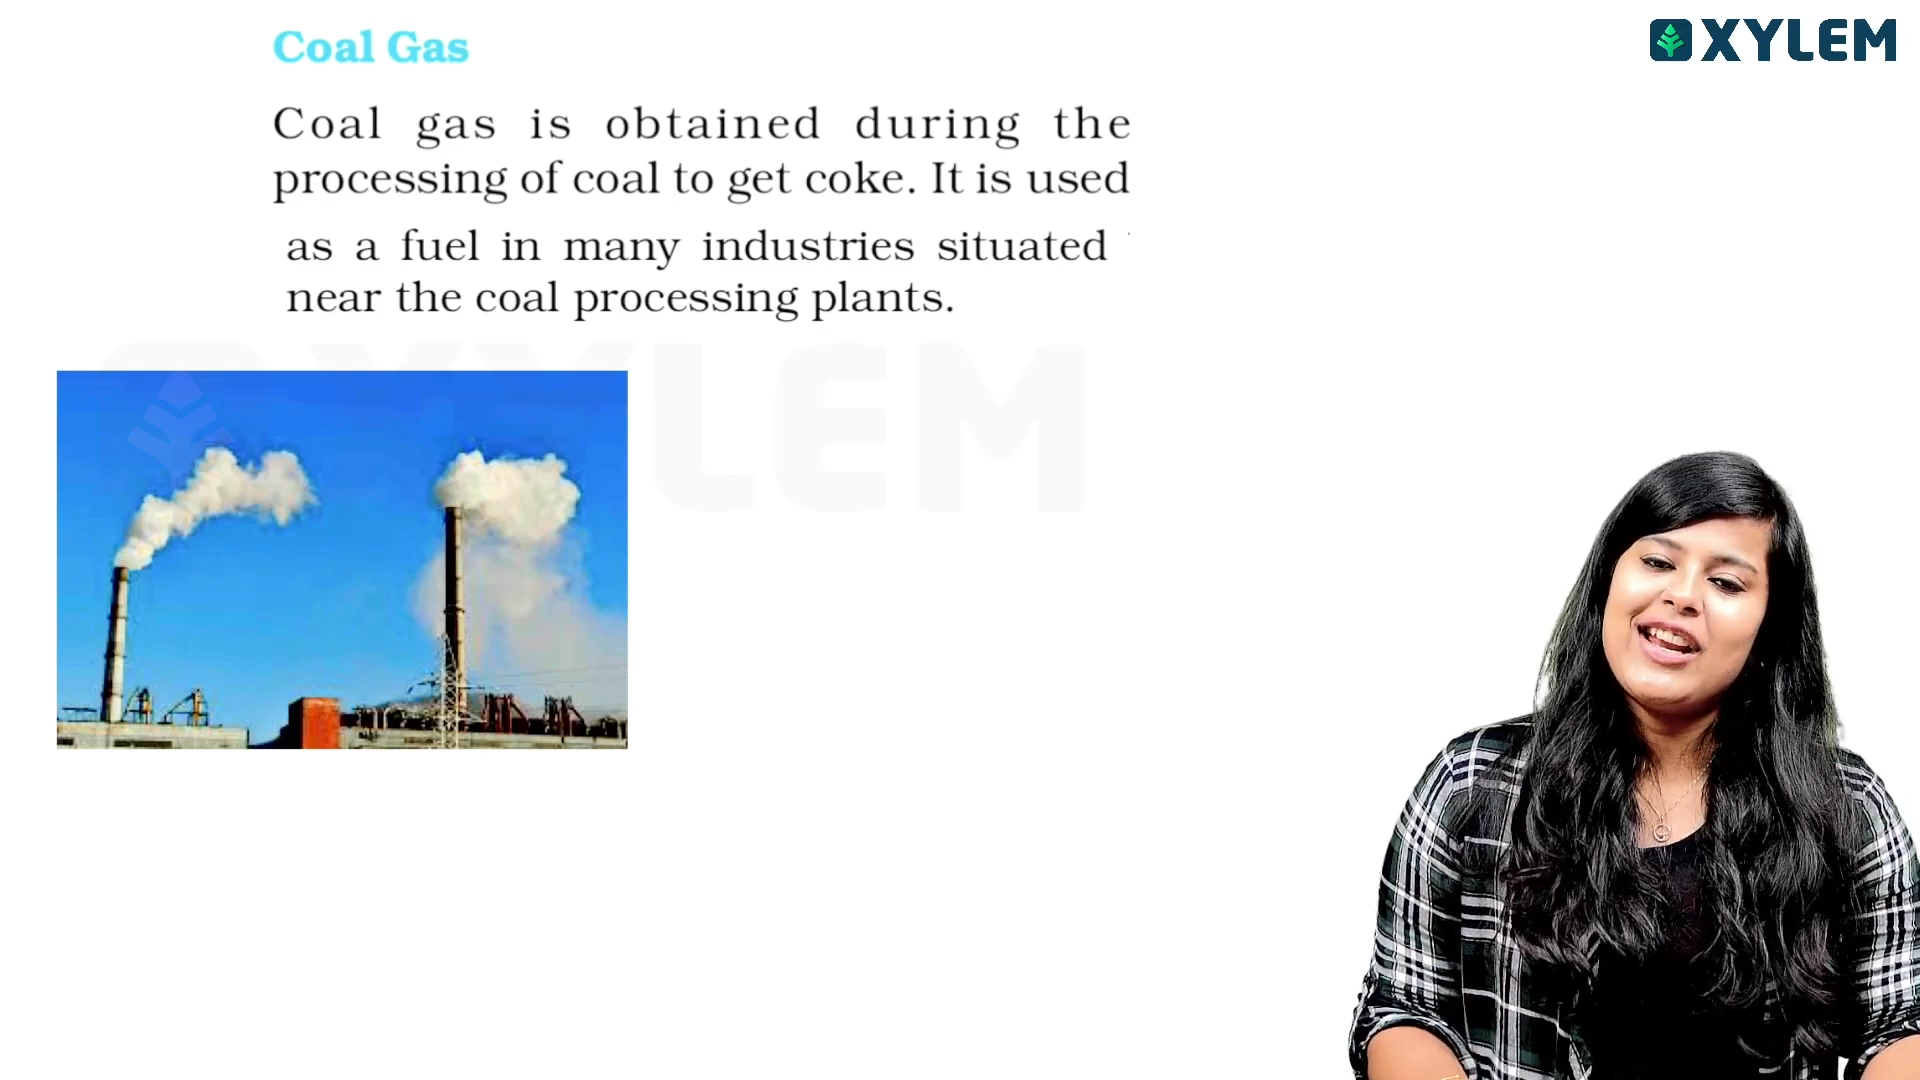 Coal Gas
XYLEM
Coal gas is obtained during the
processing of coal to get coke. It is used
as a fuel in many industries situated
near the coal processing plants.
XYLEM